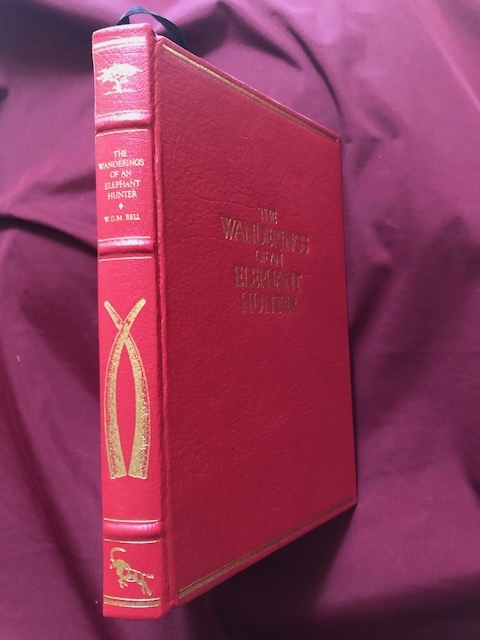 THE
WANDERINGS
OF AN
ELEPHANT
HUNTER
W.D.M. BELL
THE
WANDERINGS
OF AN
ELEPHANT
HUNTER